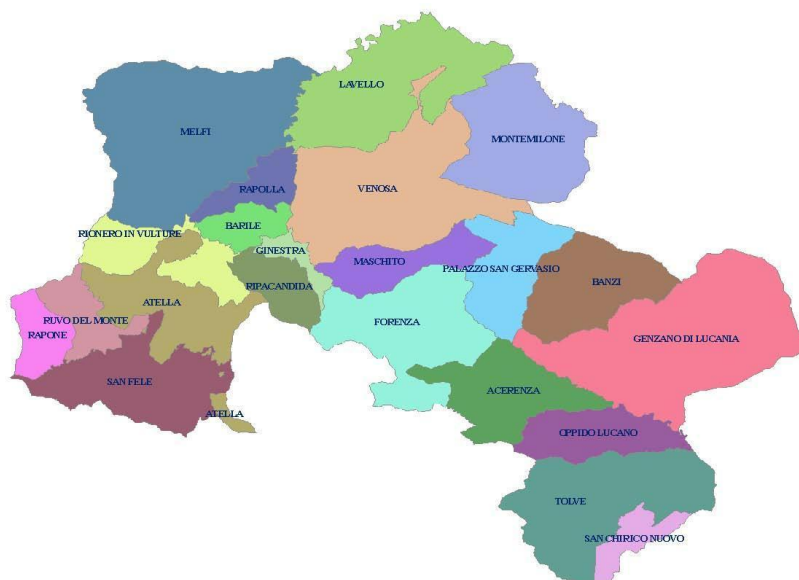 LAVELLO
MELFI
MONTEMILONE
RAPOLLA
VENOSA
BARILE
RIONERO IN VULTURE
GINESTRA
MASCHITO
PALAZZO SAN GERVASIO
BANZI
RIPACANDIDA
ATELLA
RUVO DEL MONTE
FORENZA
RAPONE
GENZANO DI LUCANIA
SAN FELE
ACERENZA
ATELLA
OPPIDO LUCANO
TOLVE
SAN CHIRICO NUOVO